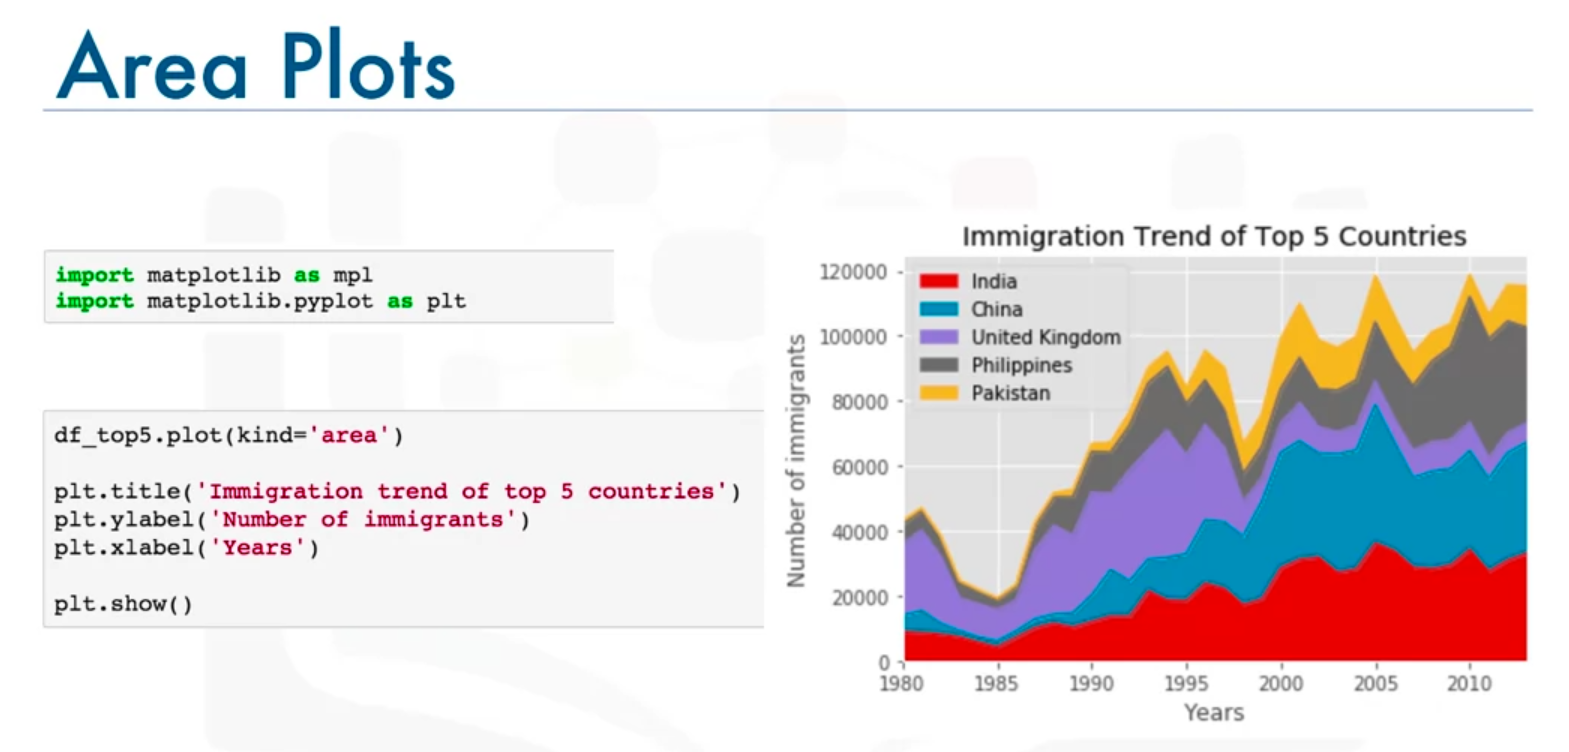 Area Plots
import matplotlib as mpl
import matplotlib.pyplot as plt
df_top5.plot(kind='area')
plt.title('Immigration trend of top 5 countries')
plt.ylabel('Number of immigrants')
plt.xlabel('Years')
plt.show()
Immigration Trend of Top 5 Countries
India
China
United Kingdom
Philippines
Pakistan
Number of immigrants
120000
100000
80000
60000
40000
20000
0
1980 1985 1990 1995 2000 2005 2010
Years